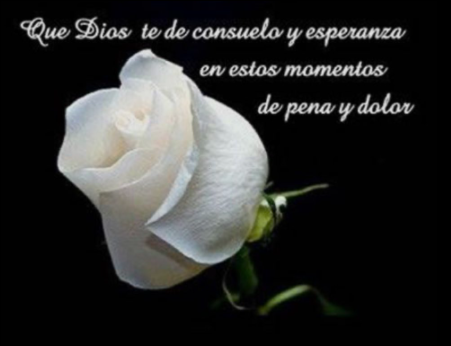 Que Dios te de consuelo y esperanza
en estos momentos
de pena y dolor